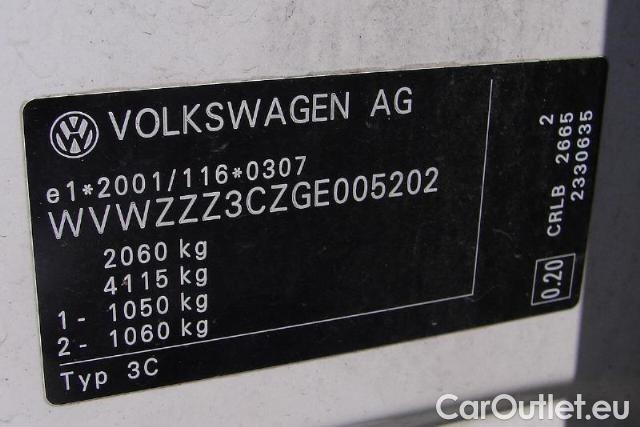 VOLKSWAGEN AG
e1*2001/116*0307
WVWZZZ3CZGE005202
2060 kg
4115 kg
1- 1050 kg
2- 1060 kg
Typ 3C
0.20
2
CRLB 2665
2330635
CarOutlet.eu